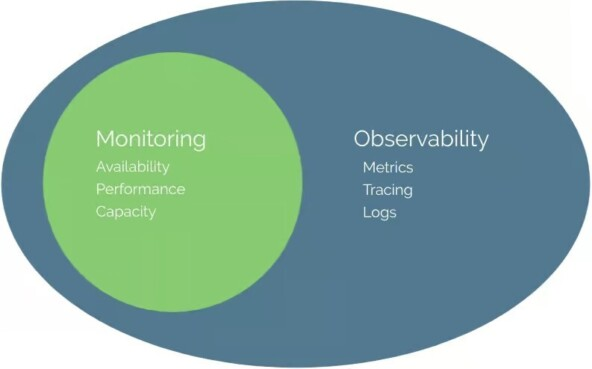 Monitoring
Availability
Performance
Capacity
Observability
Metrics
Tracing
Logs